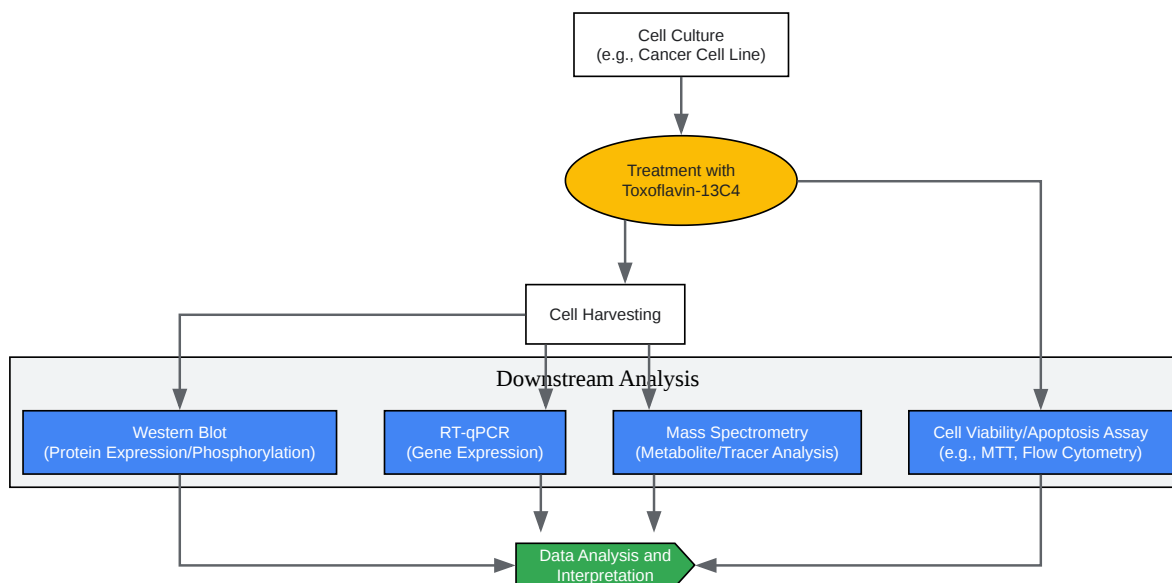 Cell Culture
(e.g., Cancer Cell Line)
Treatment with
Toxoflavin-13C4
Cell Harvesting
Downstream Analysis
Western Blot
(Protein Expression/Phosphorylation)
RT-qPCR
(Gene Expression)
Mass Spectrometry
(Metabolite/Tracer Analysis)
Cell Viability/Apoptosis Assay
(e.g., MTT, Flow Cytometry)
Data Analysis and
Interpretation